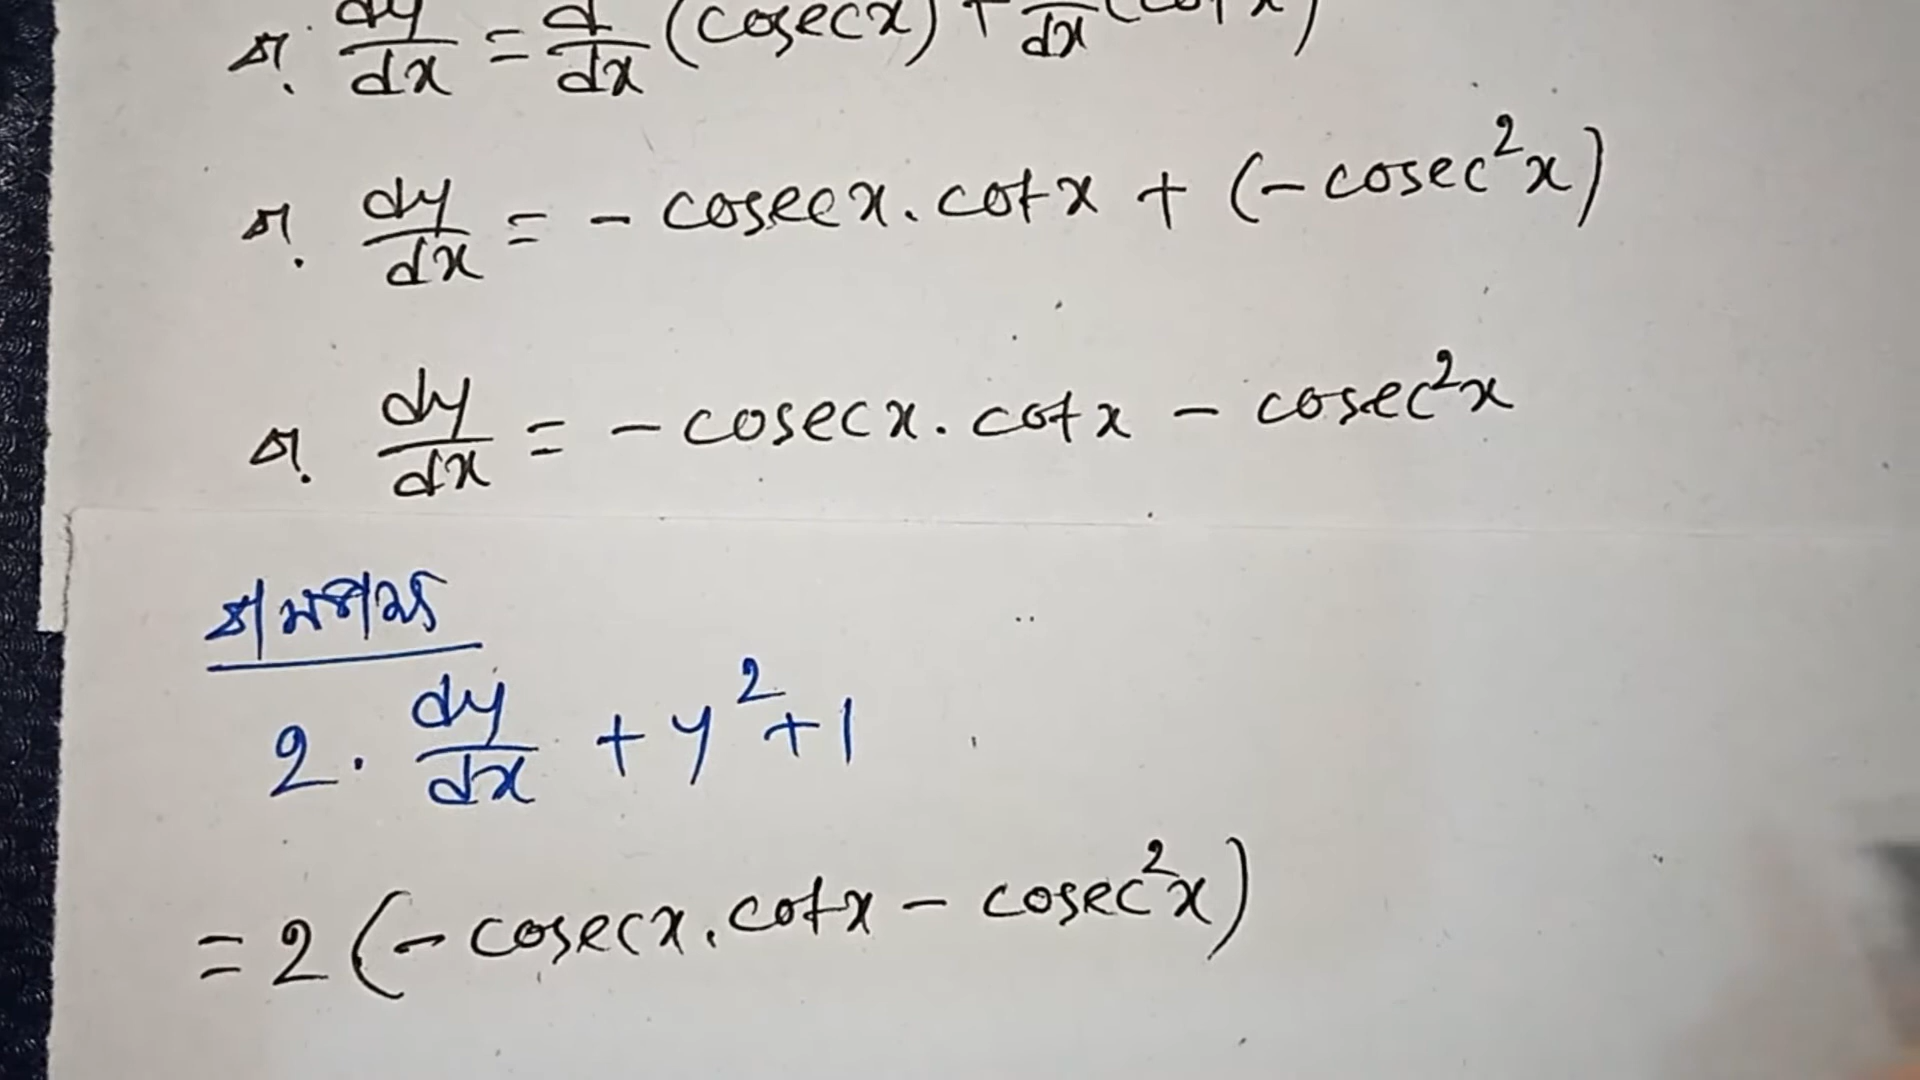 বা, dy/dx = d/dx (cosecx) + d/dx (cotx)
বা, dy/dx = - cosecx. cotx + (- cosec²x)
বা, dy/dx = - cosecx. cotx - cosec²x
বামপক্ষ
2. dy/dx + y² + 1
= 2 (- cosecx. cotx - cosec²x)